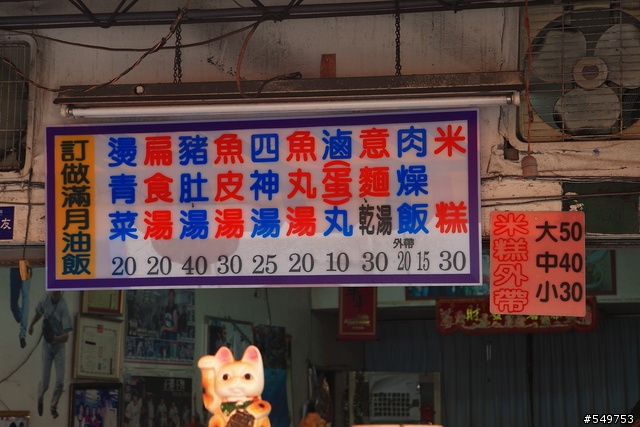 米糕 30
肉燥飯 外帶 20 15
意麵 乾湯 30
滷(蛋)丸 10
魚丸湯 20
四神湯 25
魚皮湯 30
豬肚湯 40
扁食湯 20
燙青菜 20
訂做滿月油飯
米糕外帶
大50
中40
小30
友
財
#549753